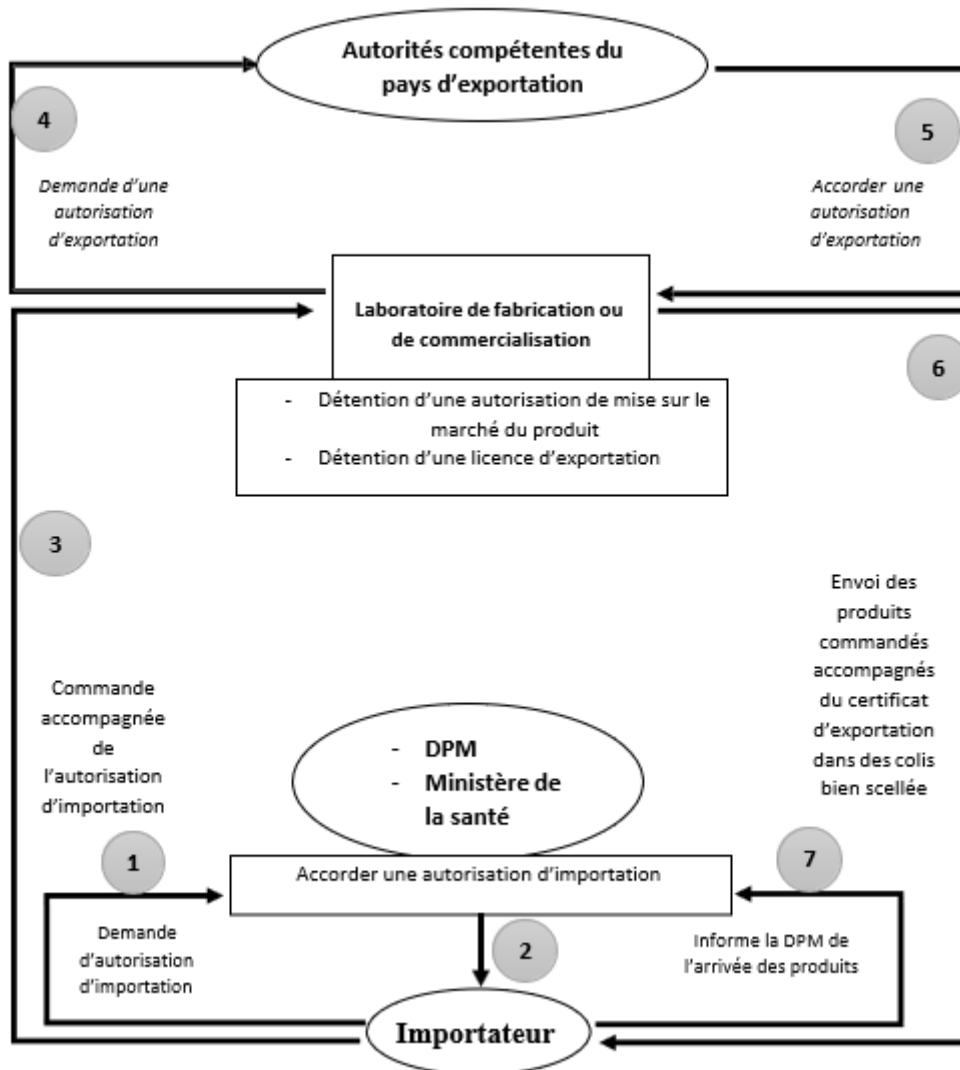 Autorités compétentes du
pays d'exportation
4
5
Demande d'une
autorisation
d'exportation
Accorder une
autorisation
d'exportation
Laboratoire de fabrication ou
de commercialisation
6
- Détention d'une autorisation de mise sur le
marché du produit
- Détention d'une licence d'exportation
3
Envoi des
produits
commandés
accompagnés
du certificat
d'exportation
dans des colis
bien scellée
Commande
accompagnée
de
l'autorisation
d'importation
- DPM
- Ministère de
la santé
1
7
Accorder une autorisation d'importation
Demande
d'autorisation
d'importation
2
Informe la DPM de
l'arrivée des produits
Importateur